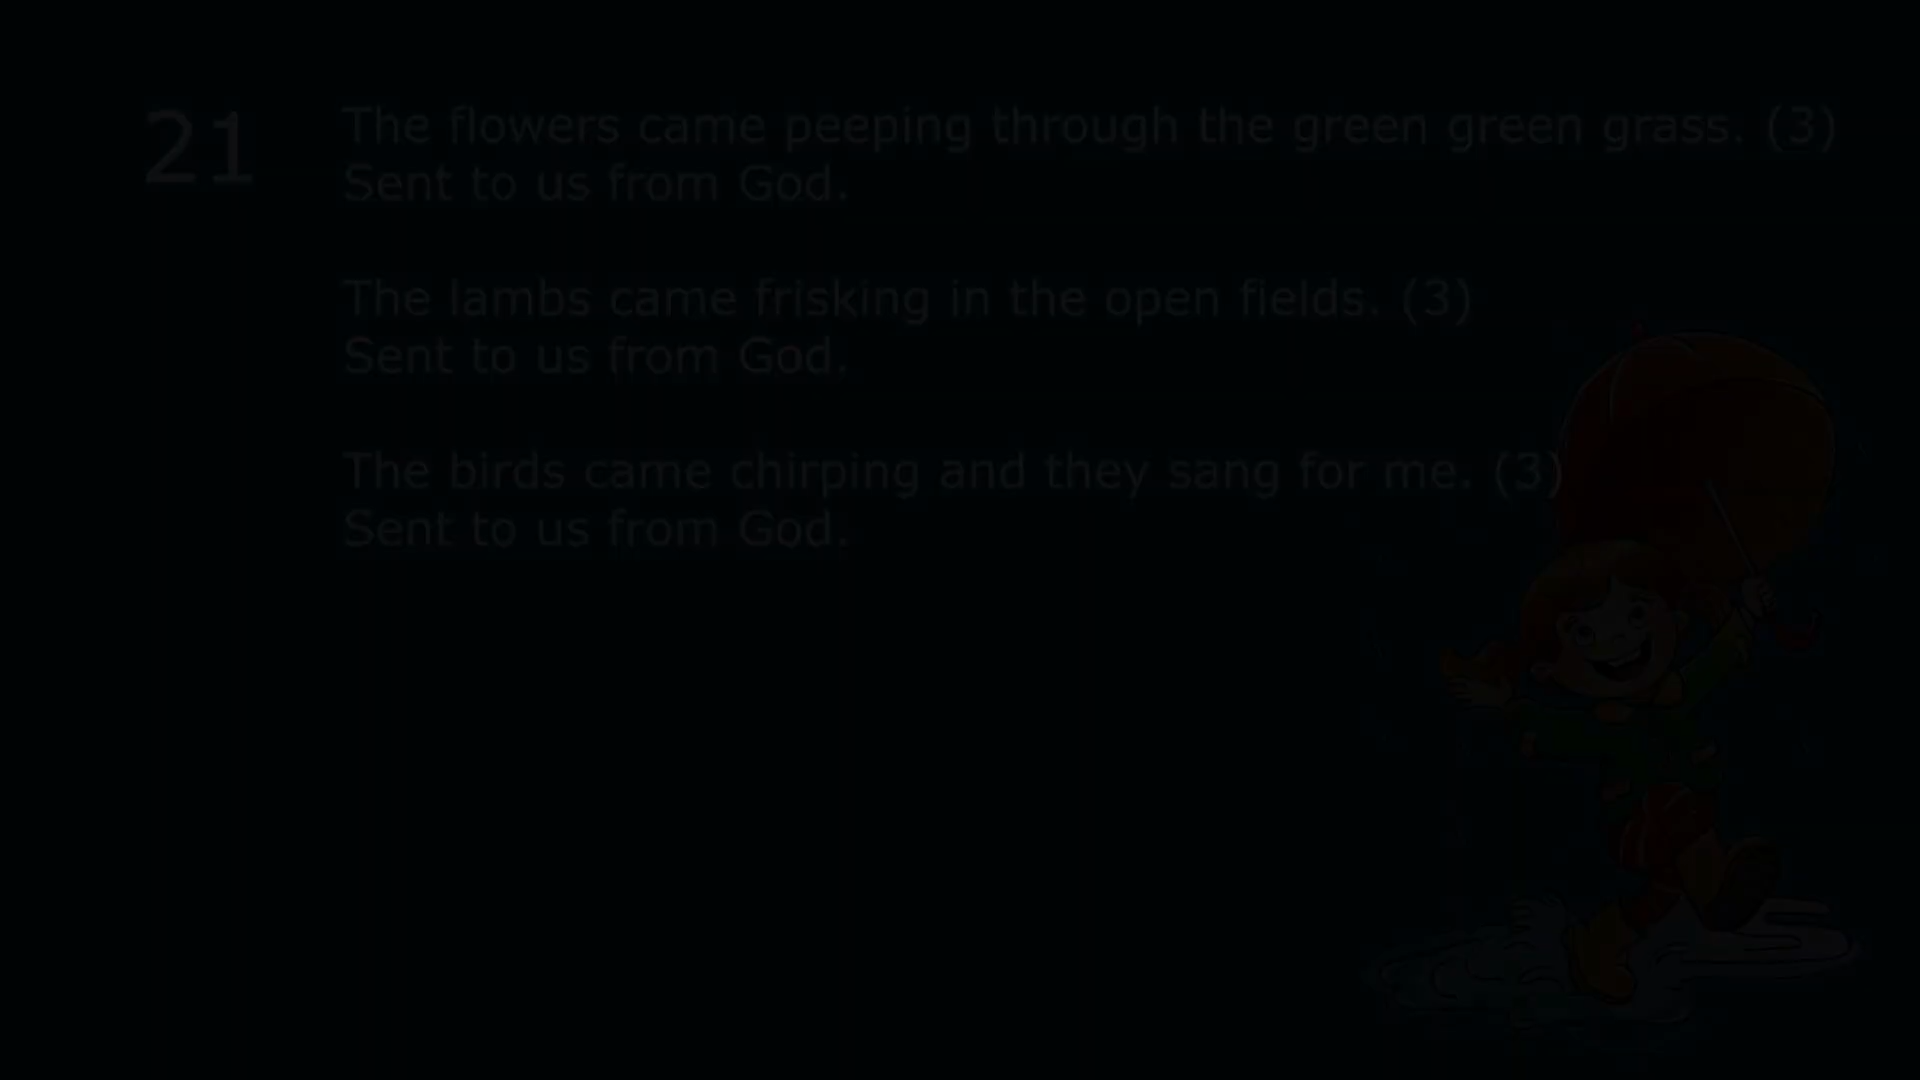 21
The flowers came peeping through the green green grass. (3)
Sent to us from God.
The lambs came frisking in the open fields. (3)
Sent to us from God.
The birds came chirping and they sang for me. (3)
Sent to us from God.